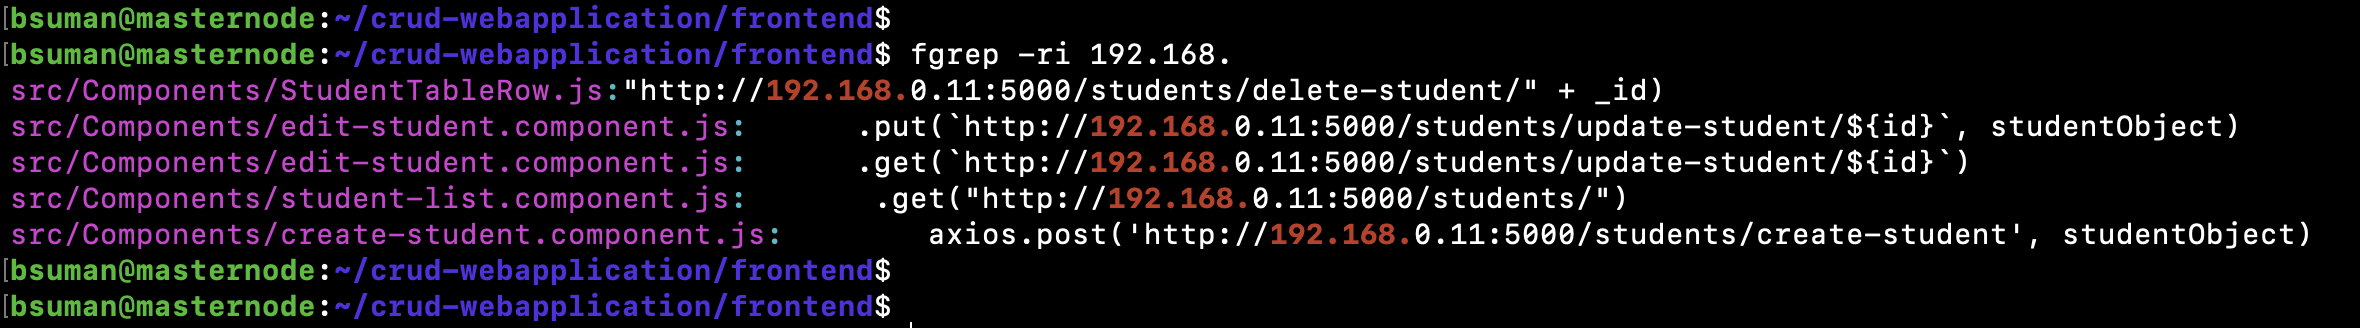 [bsuman@masternode:~/crud-webapplication/frontend$
[bsuman@masternode:~/crud-webapplication/frontend$ fgrep -ri 192.168.
src/Components/StudentTableRow.js:"http://192.168.0.11:5000/students/delete-student/" + _id)
src/Components/edit-student.component.js:      .put(`http://192.168.0.11:5000/students/update-student/${id}`, studentObject)
src/Components/edit-student.component.js:      .get(`http://192.168.0.11:5000/students/update-student/${id}`)
src/Components/student-list.component.js:       .get("http://192.168.0.11:5000/students/")
src/Components/create-student.component.js:        axios.post('http://192.168.0.11:5000/students/create-student', studentObject)
[bsuman@masternode:~/crud-webapplication/frontend$
[bsuman@masternode:~/crud-webapplication/frontend$